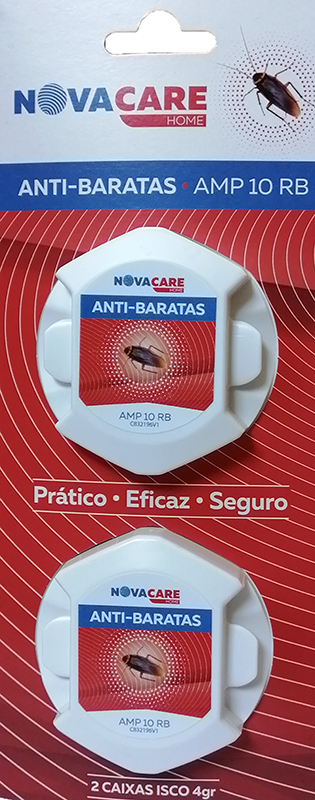 NOVACARE
HOME
ANTI-BARATAS • AMP 10 RB
NOVACARE
HOME
ANTI-BARATAS
AMP 10 RB
C832196V1
Prático • Eficaz • Seguro
NOVACARE
HOME
ANTI-BARATAS
AMP 10 RB
C832196V1
2 CAIXAS ISCO 4gr